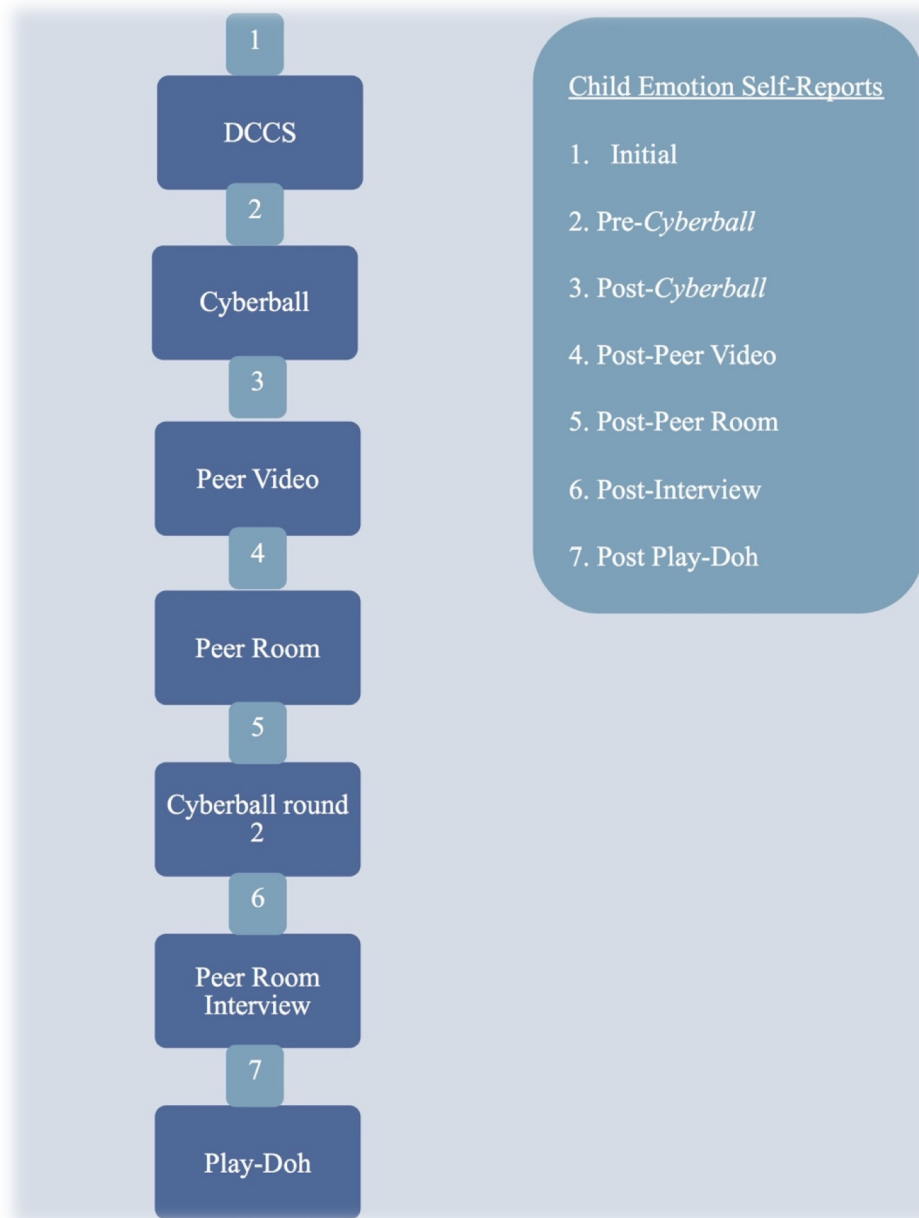 1
DCCS
2
Cyberball
3
Peer Video
4
Peer Room
5
Cyberball round
2
6
Peer Room
Interview
7
Play-Doh
Child Emotion Self-Reports
1. Initial
2. Pre-Cyberball
3. Post-Cyberball
4. Post-Peer Video
5. Post-Peer Room
6. Post-Interview
7. Post Play-Doh